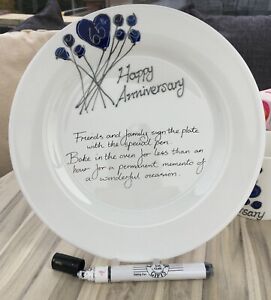 Happy
Anniversary
Friends and family sign the plate
with the special pen.
Bake in the oven for less than an
hour for a permanent memento of
a wonderful occasion.